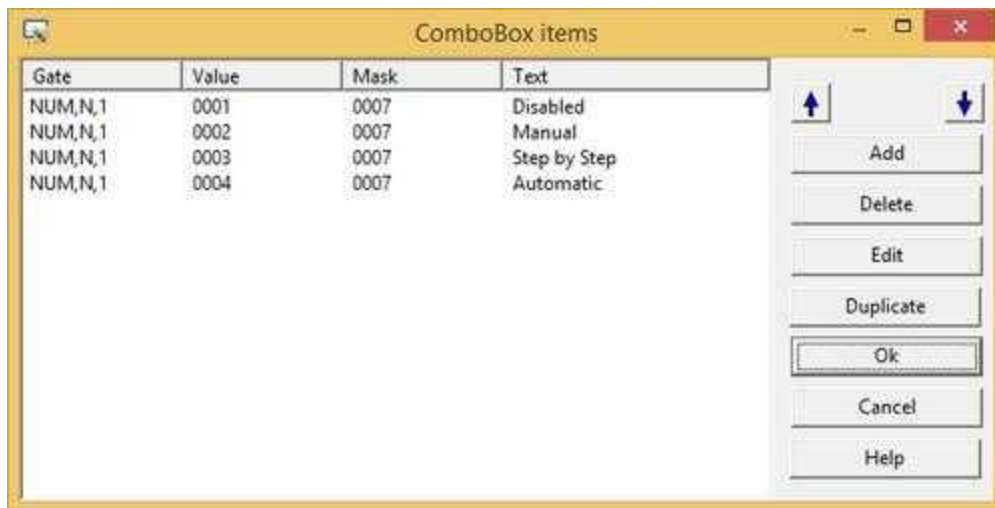 ComboBox items
Gate Value Mask Text
NUM,N,1 0001 0007 Disabled
NUM,N,1 0002 0007 Manual
NUM,N,1 0003 0007 Step by Step
NUM,N,1 0004 0007 Automatic
Add
Delete
Edit
Duplicate
Ok
Cancel
Help